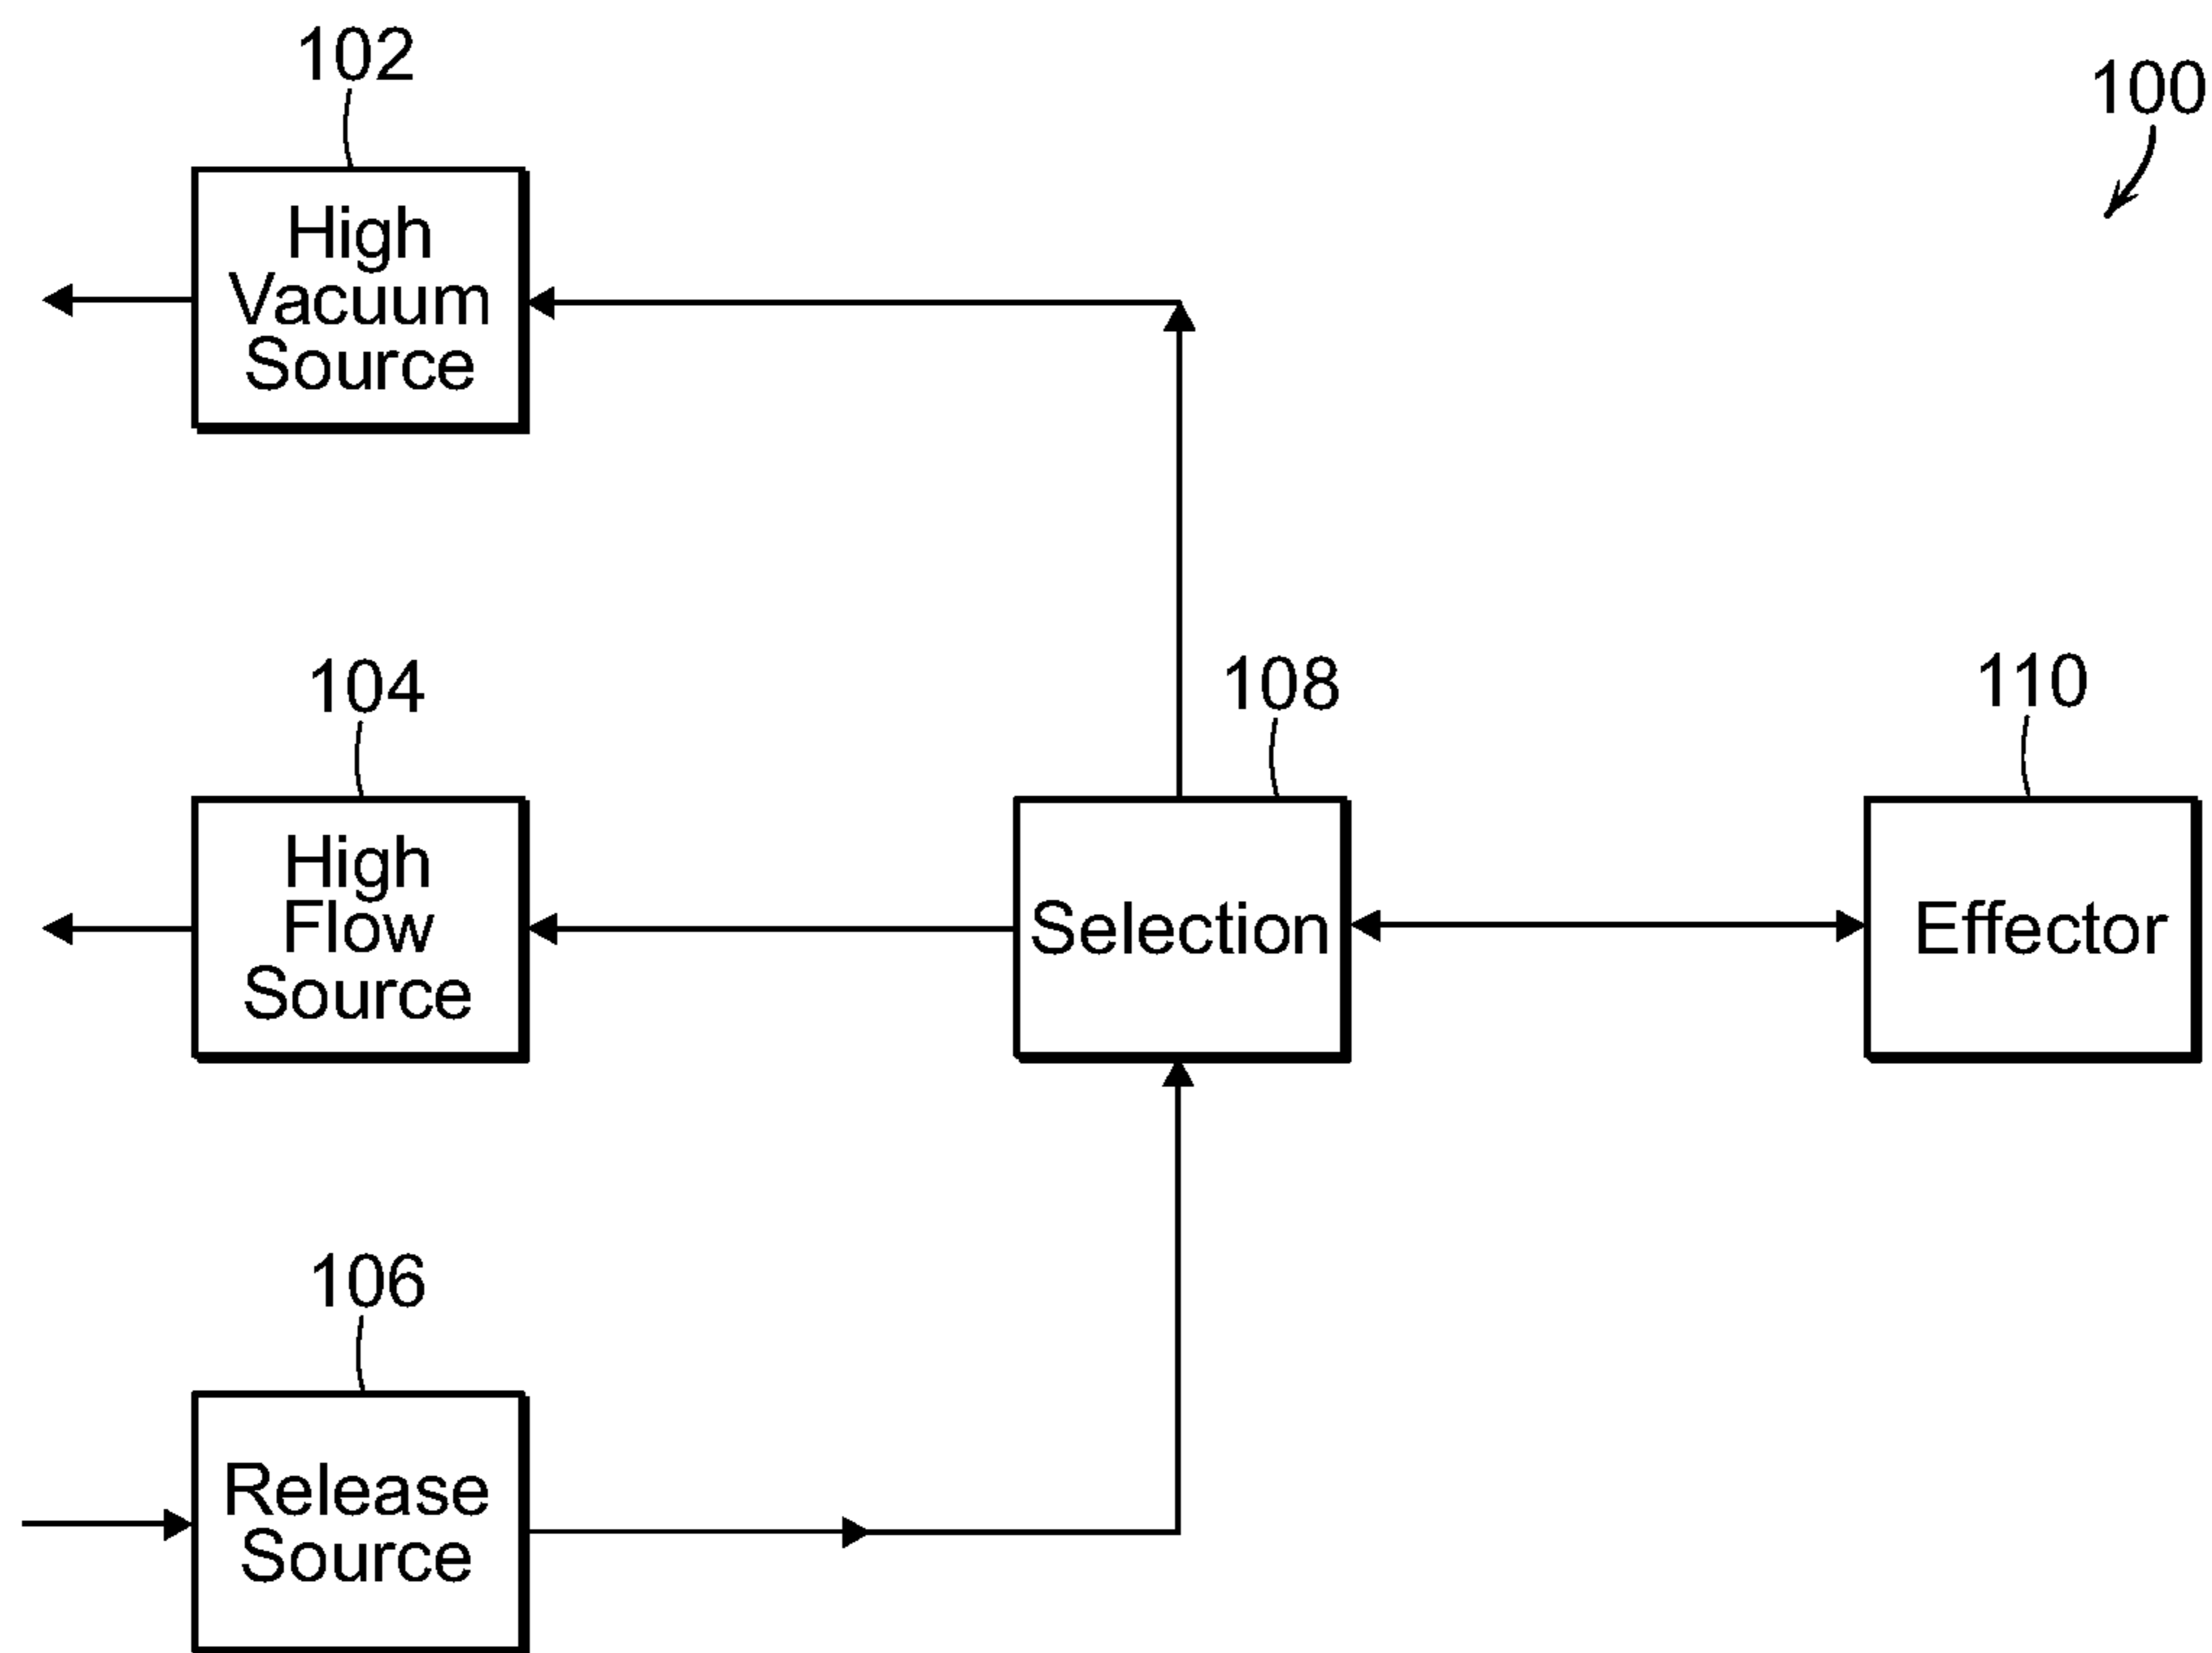 102
100
High
Vacuum
Source
104
108
110
High
Flow
Source
Selection
Effector
106
Release
Source